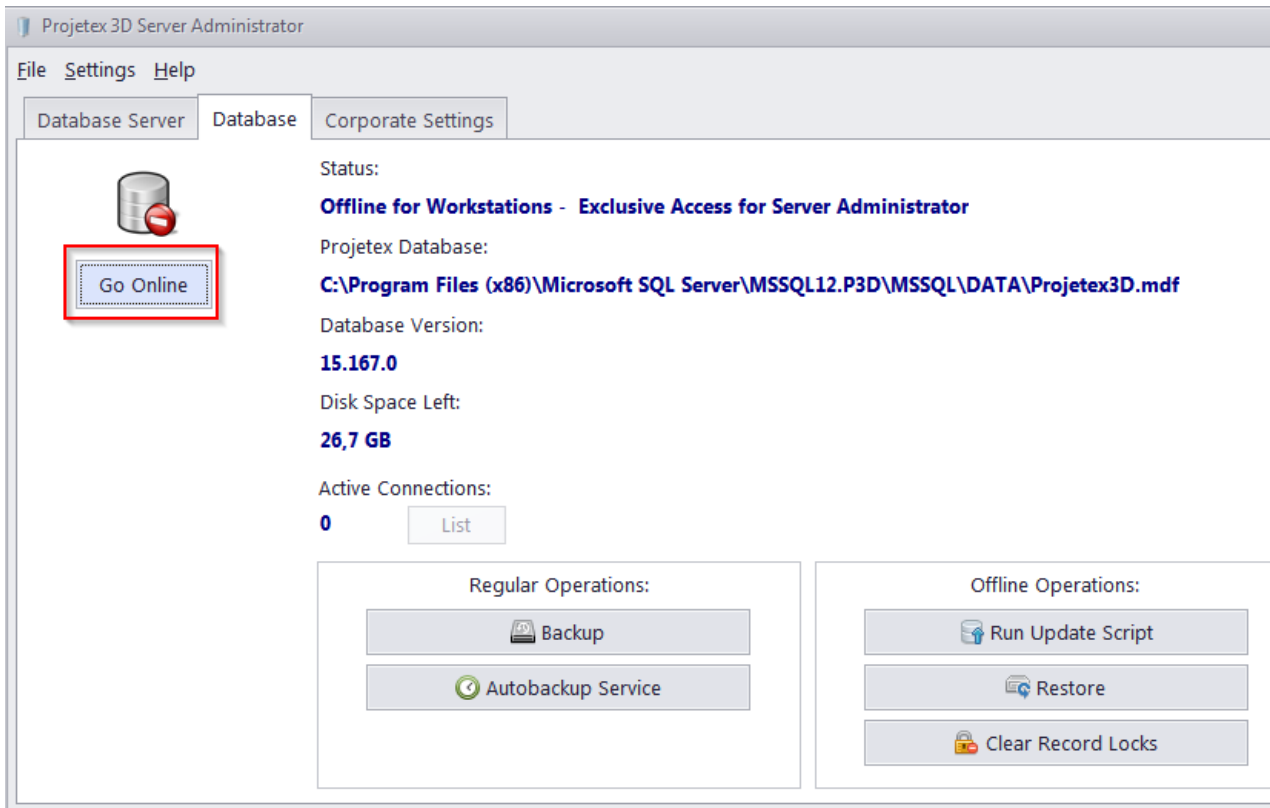 Projetex 3D Server Administrator
File Settings Help
Database Server Database Corporate Settings
Status:
Offline for Workstations - Exclusive Access for Server Administrator
Projetex Database:
Go Online
C:\Program Files (x86)\Microsoft SQL Server\MSSQL12.P3D\MSSQL\DATA\Projetex3D.mdf
Database Version:
15.167.0
Disk Space Left:
26,7 GB
Active Connections:
0 List
Regular Operations:
Backup
Autobackup Service
Offline Operations:
Run Update Script
Restore
Clear Record Locks